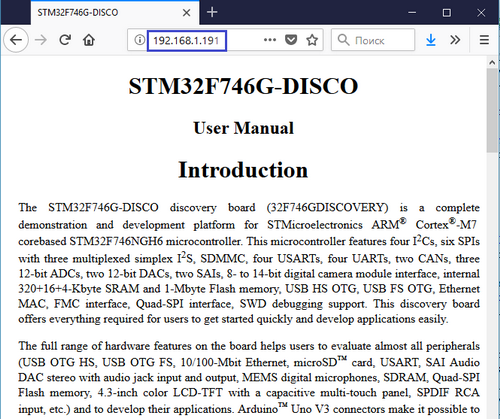 STM32F746G-DISCO
192.168.1.191
Поиск
STM32F746G-DISCO
User Manual
Introduction
The STM32F746G-DISCO discovery board (32F746GDISCOVERY) is a complete
demonstration and development platform for STMicroelectronics ARM® Cortex®-M7
corebased STM32F746NGH6 microcontroller. This microcontroller features four I²Cs, six SPIs
with three multiplexed simplex I²S, SDMMC, four USARTs, four UARTs, two CANs, three
12-bit ADCs, two 12-bit DACs, two SAIs, 8- to 14-bit digital camera module interface, internal
320+16+4-Kbyte SRAM and 1-Mbyte Flash memory, USB HS OTG, USB FS OTG, Ethernet
MAC, FMC interface, Quad-SPI interface, SWD debugging support. This discovery board
offers everything required for users to get started quickly and develop applications easily.
The full range of hardware features on the board helps users to evaluate almost all peripherals
(USB OTG HS, USB OTG FS, 10/100-Mbit Ethernet, microSD™ card, USART, SAI Audio
DAC stereo with audio jack input and output, MEMS digital microphones, SDRAM, Quad-SPI
Flash memory, 4.3-inch color LCD-TFT with a capacitive multi-touch panel, SPDIF RCA
input, etc.) and to develop their applications. Arduino™ Uno V3 connectors make it possible to